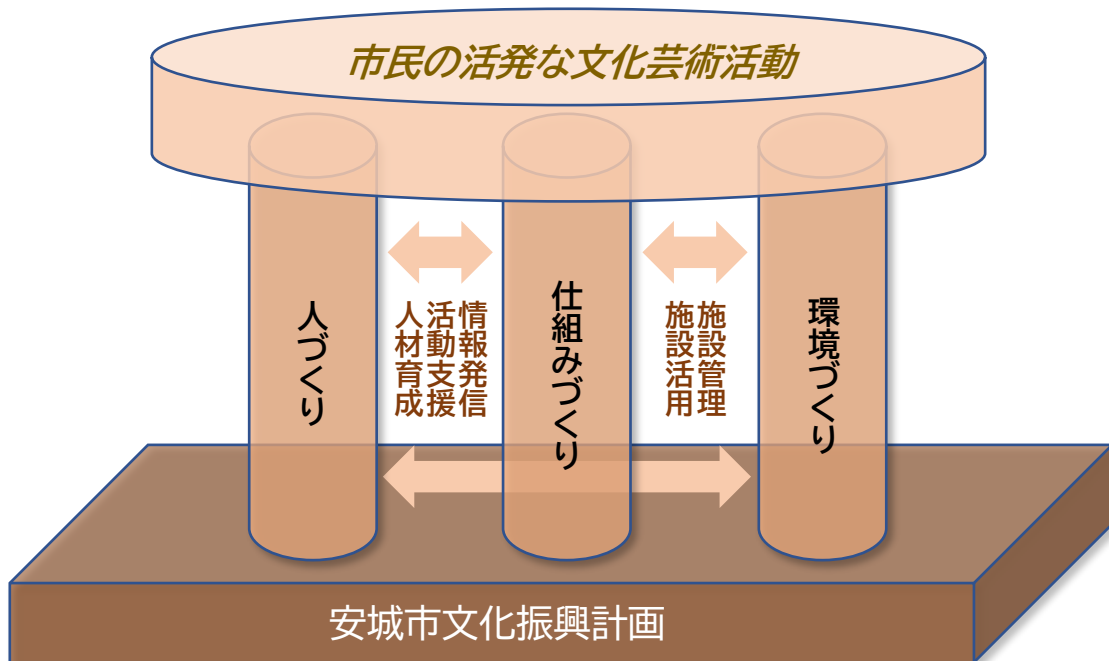 市民の活発な文化芸術活動
人づくり
情報発信
活動支援
人材育成
仕組みづくり
施設管理
施設活用
環境づくり
安城市文化振興計画